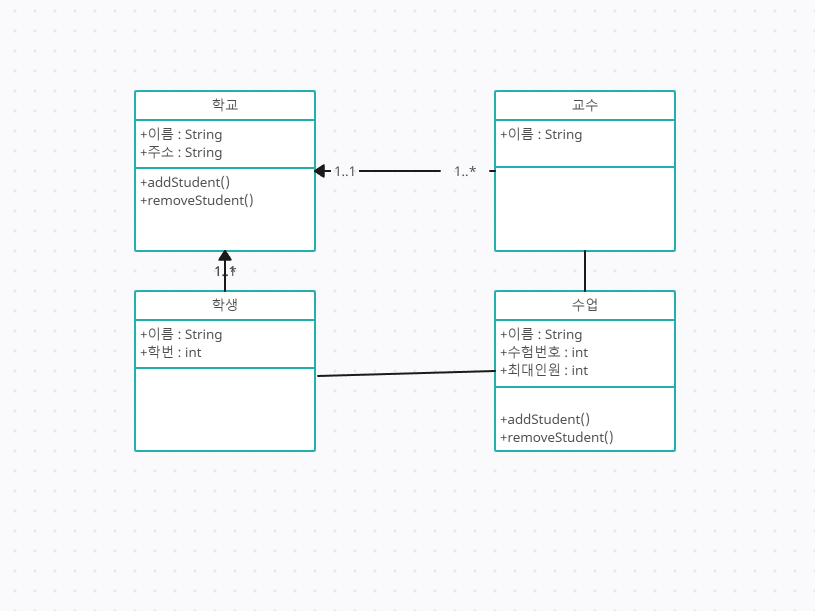 학교
+이름 : String
+주소 : String
+addStudent()
+removeStudent()
1..1
1..*
교수
+이름 : String
학생
+이름 : String
+학번 : int
수업
+이름 : String
+수험번호 : int
+최대인원 : int
+addStudent()
+removeStudent()